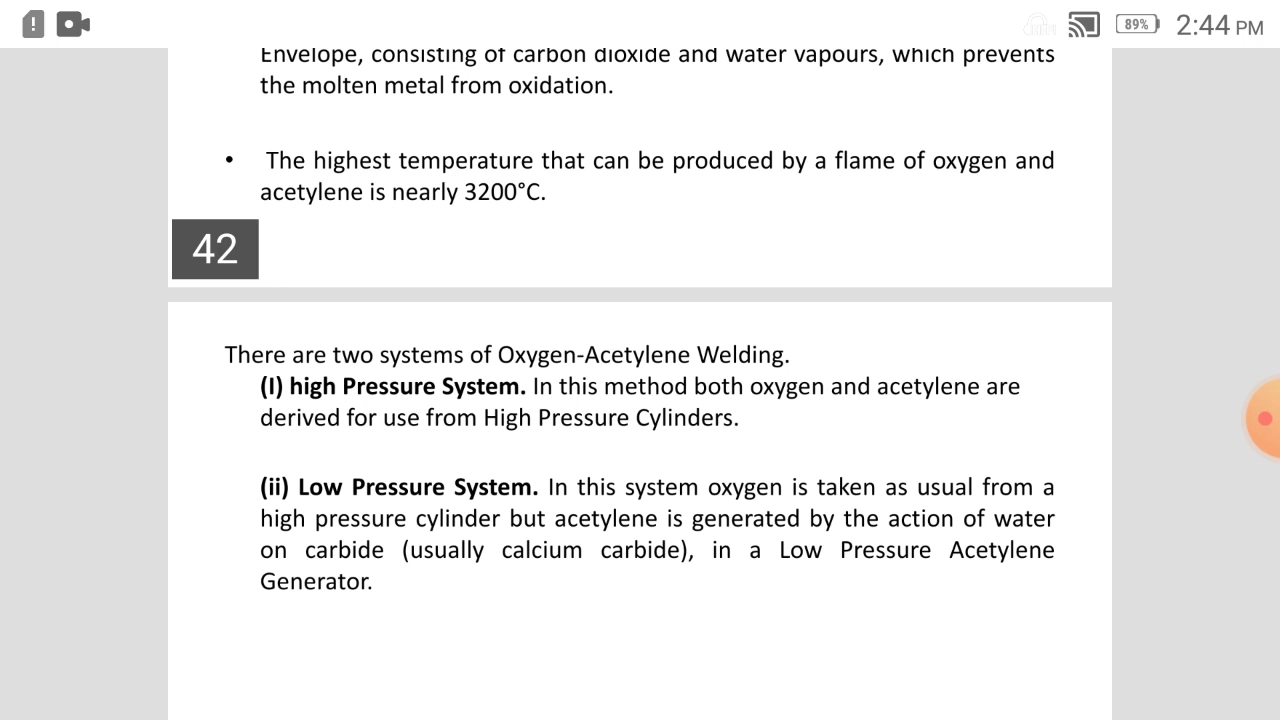 89%
2:44 PM
Envelope, consisting of carbon dioxide and water vapours, which prevents
the molten metal from oxidation.
• The highest temperature that can be produced by a flame of oxygen and
acetylene is nearly 3200°C.
42
There are two systems of Oxygen-Acetylene Welding.
(I) high Pressure System. In this method both oxygen and acetylene are
derived for use from High Pressure Cylinders.
(ii) Low Pressure System. In this system oxygen is taken as usual from a
high pressure cylinder but acetylene is generated by the action of water
on carbide (usually calcium carbide), in a Low Pressure Acetylene
Generator.